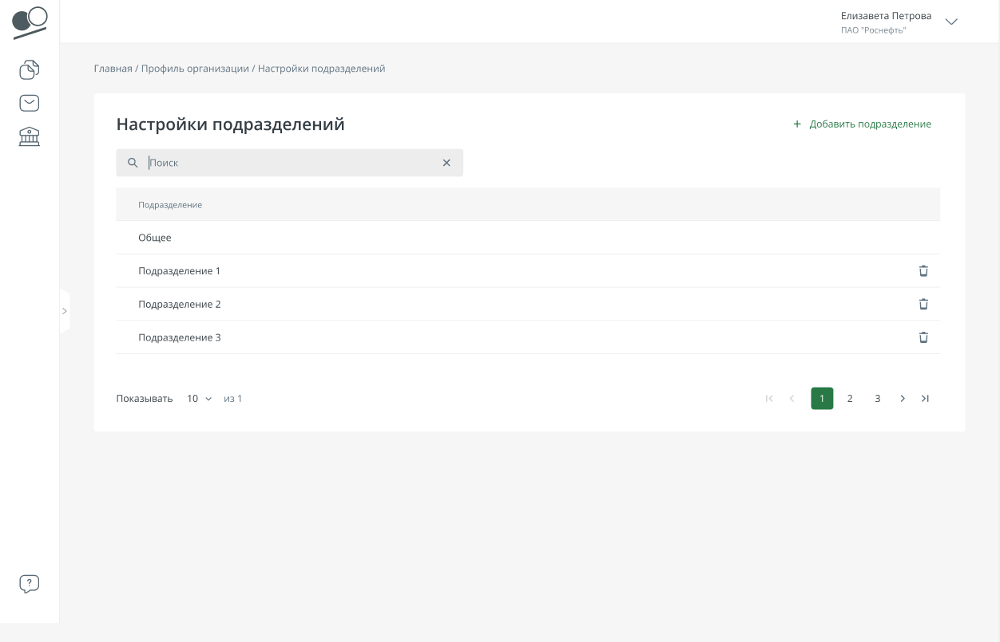 Елизавета Петрова
ПАО "Роснефть"
Главная / Профиль организации / Настройки подразделений
Настройки подразделений
+ Добавить подразделение
Поиск
Подразделение
Общее
Подразделение 1
Подразделение 2
Подразделение 3
Показывать 10 из 1
1 2 3
?